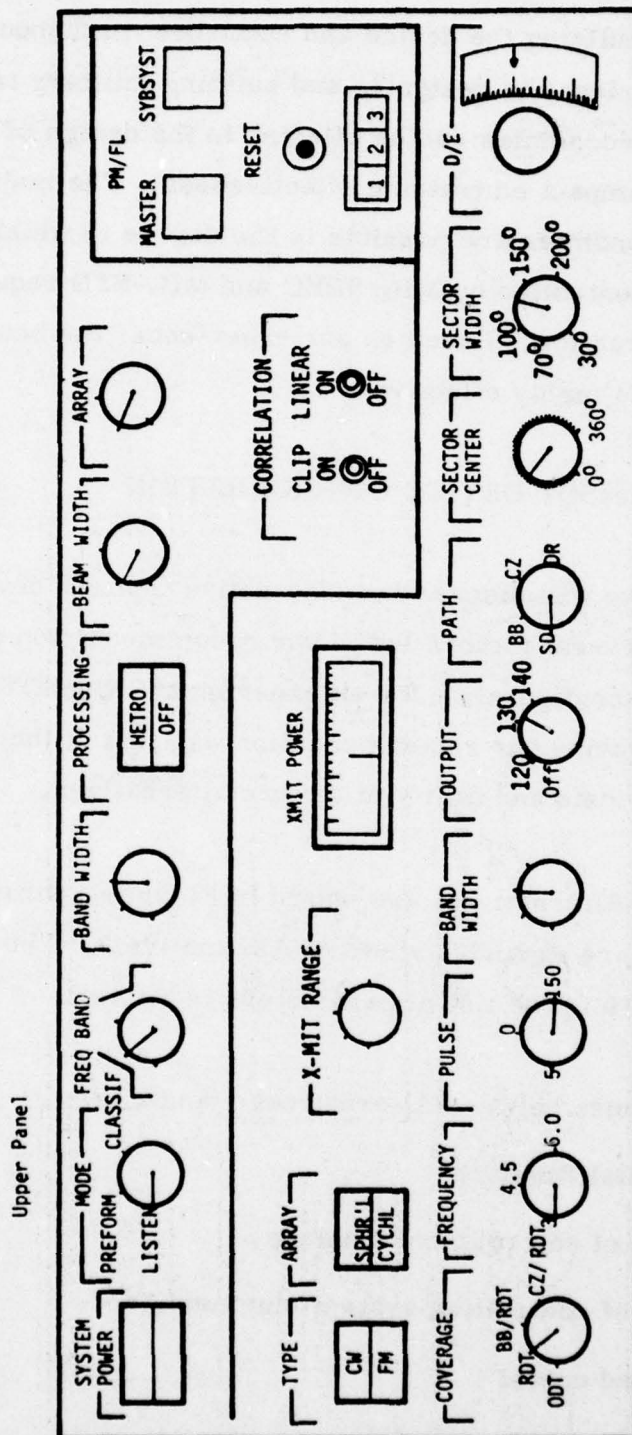 Upper Panel
SYSTEM POWER
MODE
PREFORM
CLASSIF
LISTEN
FREQ BAND
BAND WIDTH
PROCESSING
HETRO
OFF
BEAM WIDTH
ARRAY
PM/FL
MASTER
SYBSYST
RESET
1 2 3
TYPE
CW
FM
ARRAY
SPHR'L
CYCHL
X-MIT RANGE
XMIT POWER
CORRELATION
CLIP LINEAR
ON ON
OFF OFF
COVERAGE
RDT
BB/RDT
CZ/RDT
ODT
FREQUENCY
3
4.5
6.0
PULSE
5
0
150
BAND WIDTH
OUTPUT
120
130
140
Off
PATH
BB
CZ
SD
DR
SECTOR CENTER
0° 360°
SECTOR WIDTH
100°
150°
70°
200°
30°
D/E